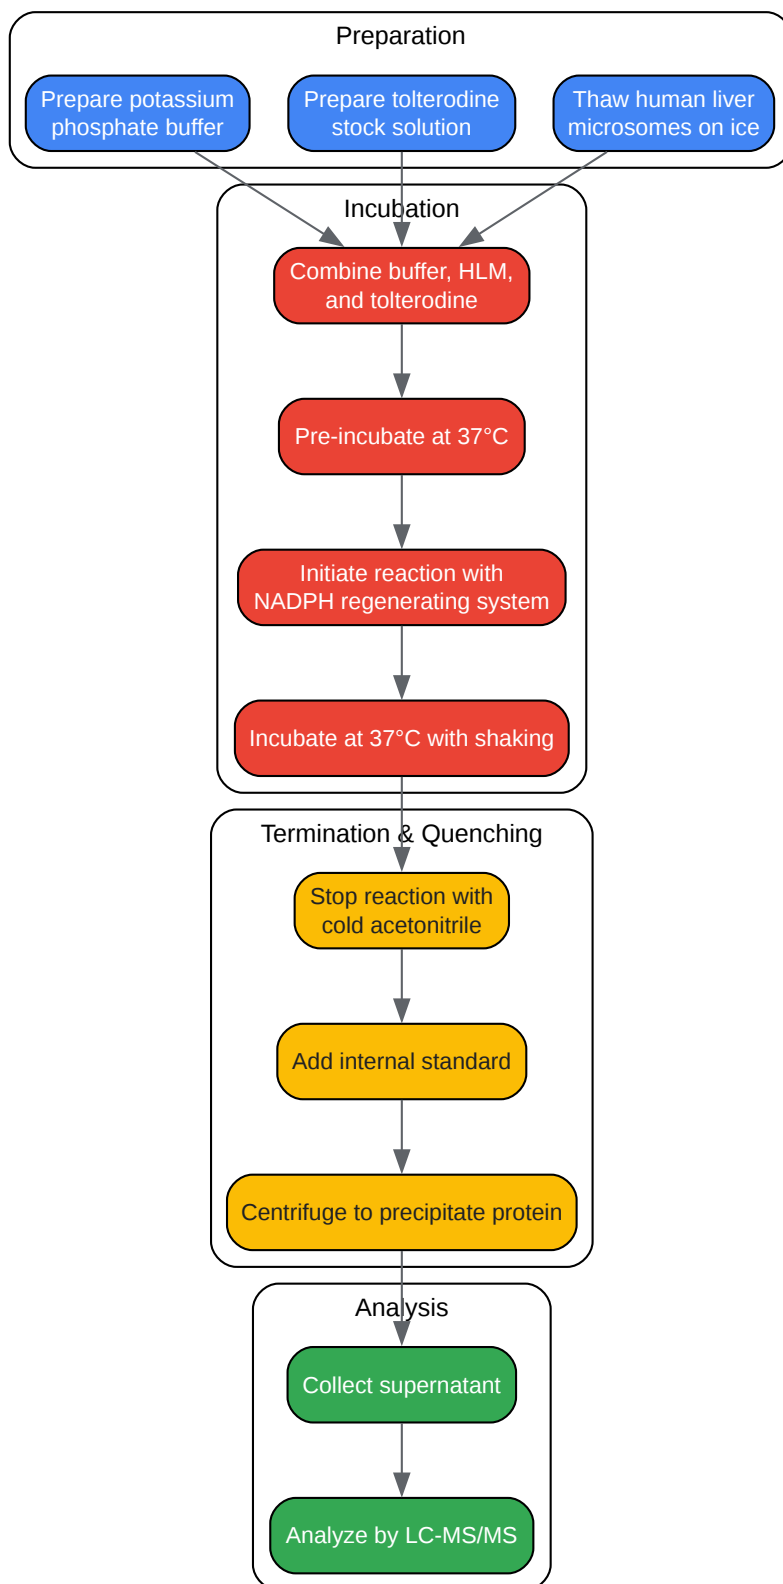 Preparation
Prepare potassium
phosphate buffer
Prepare tolterodine
stock solution
Thaw human liver
microsomes on ice
Incubation
Combine buffer, HLM,
and tolterodine
Pre-incubate at 37°C
Initiate reaction with
NADPH regenerating system
Incubate at 37°C with shaking
Termination & Quenching
Stop reaction with
cold acetonitrile
Add internal standard
Centrifuge to precipitate protein
Analysis
Collect supernatant
Analyze by LC-MS/MS